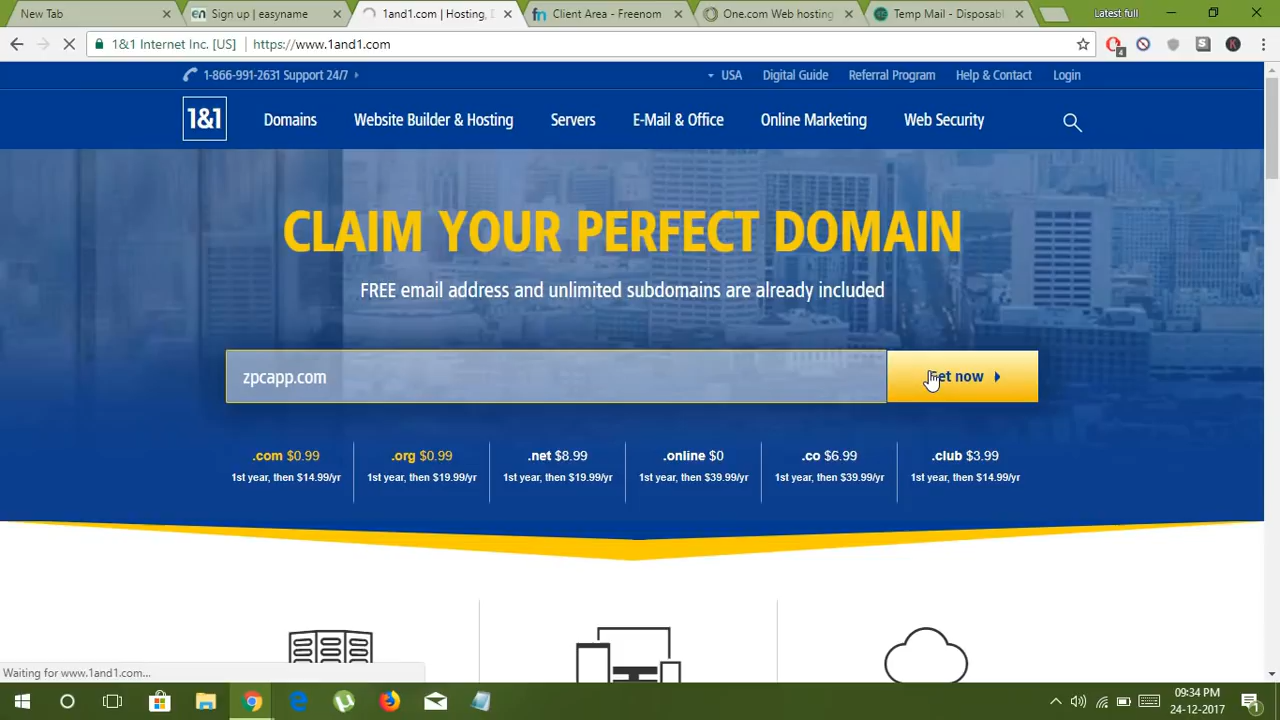 New Tab
Sign up | easyname
1and1.com | Hosting, D
Client Area - Freenom
One.com Web hosting
Temp Mail - Disposabl
Latest full
1&1 Internet Inc. [US]
https://www.1and1.com
4
1-866-991-2631 Support 24/7
USA
Digital Guide
Referral Program
Help & Contact
Login
1&1
Domains
Website Builder & Hosting
Servers
E-Mail & Office
Online Marketing
Web Security
CLAIM YOUR PERFECT DOMAIN
FREE email address and unlimited subdomains are already included
zpcapp.com
Get now
.com $0.99
1st year, then $14.99/yr
.org $0.99
1st year, then $19.99/yr
.net $8.99
1st year, then $19.99/yr
.online $0
1st year, then $39.99/yr
.co $6.99
1st year, then $39.99/yr
.club $3.99
1st year, then $14.99/yr
Waiting for www.1and1.com...
09:34 PM
24-12-2017
1